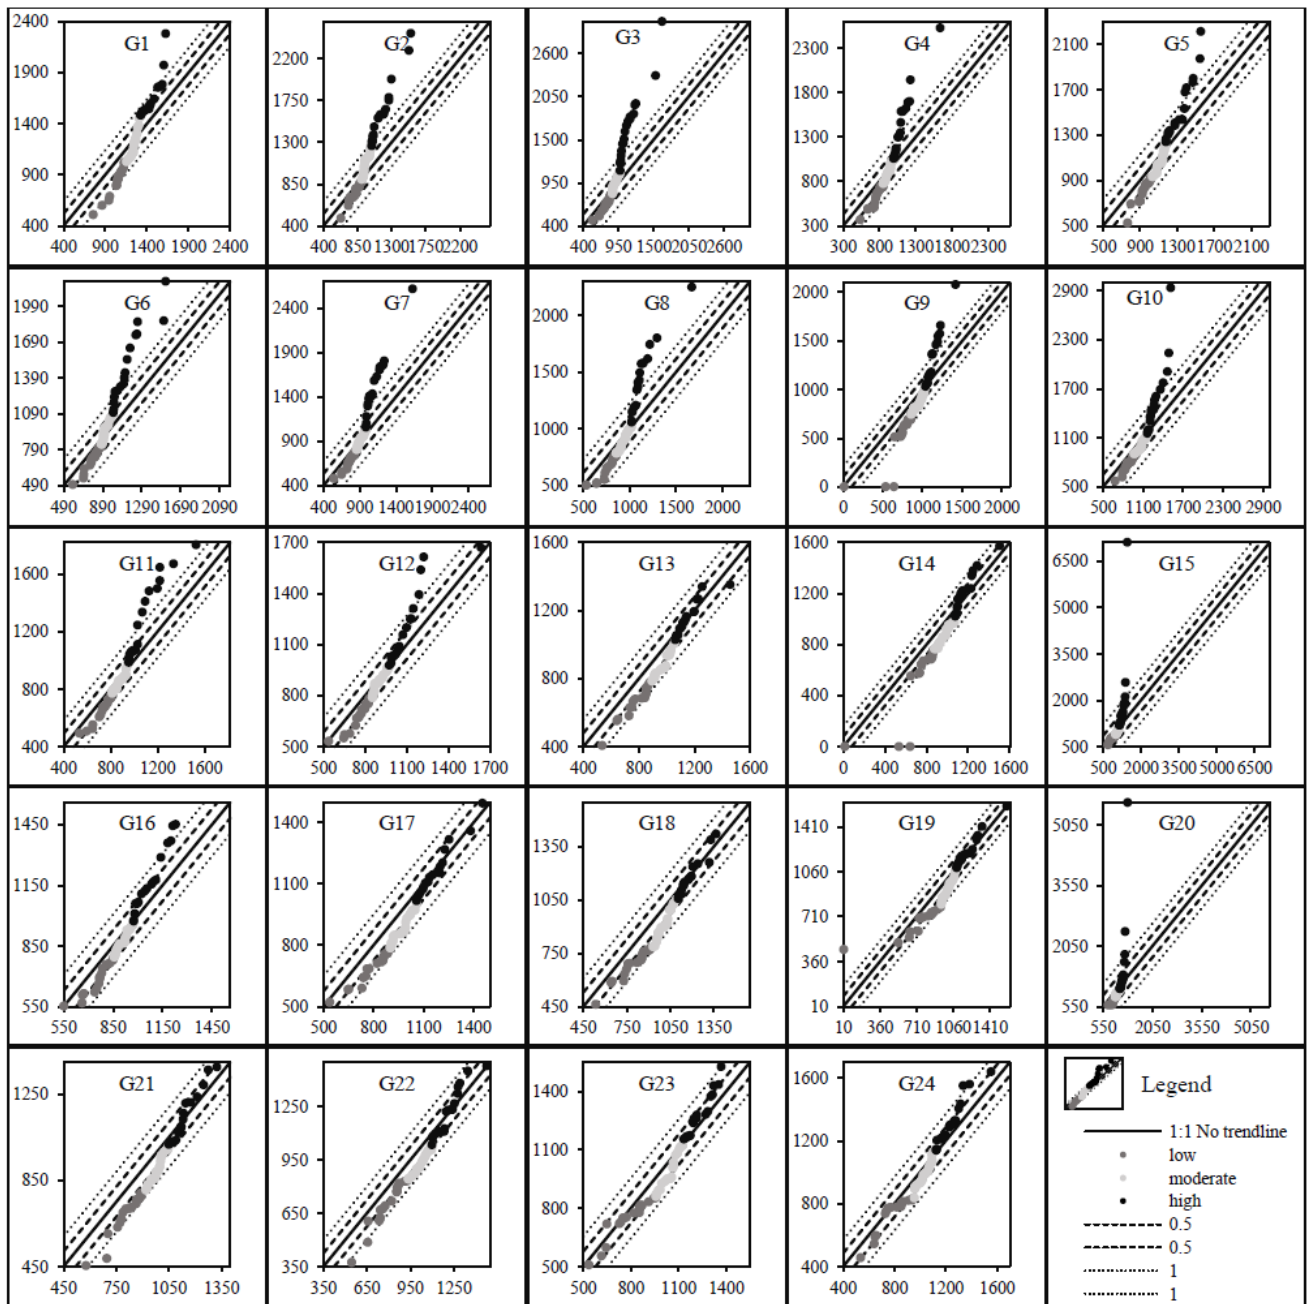 G1
2400
1900
1400
900
400
400 900 1400 1900 2400
G2
2200
1750
1300
850
400
400 850 1300 1750 2200
G3
2600
2050
1500
950
400
400 950 1500 2050 2600
G4
2300
1800
1300
800
300
300 800 1300 1800 2300
G5
2100
1700
1300
900
500
500 900 1300 1700 2100
G6
1990
1690
1390
1090
790
490
490 890 1290 1690 2090
G7
2400
1900
1400
900
400
400 900 1400 1900 2400
G8
2000
1500
1000
500
500 1000 1500 2000
G9
2000
1500
1000
500
0
0 500 1000 1500 2000
G10
2900
2300
1700
1100
500
500 1100 1700 2300 2900
G11
1600
1200
800
400
400 800 1200 1600
G12
1700
1400
1100
800
500
500 800 1100 1400 1700
G13
1600
1200
800
400
400 800 1200 1600
G14
1600
1200
800
400
0
0 400 800 1200 1600
G15
6500
5000
3500
2000
500
500 2000 3500 5000 6500
G16
1450
1150
850
550
550 850 1150 1450
G17
1400
1100
800
500
500 800 1100 1400
G18
1350
1050
750
450
450 750 1050 1350
G19
1410
1060
710
360
10
10 360 710 1060 1410
G20
5050
3550
2050
550
550 2050 3550 5050
G21
1250
850
450
450 750 1050 1350
G22
1250
950
650
350
350 650 950 1250
G23
1400
1100
800
500
500 800 1100 1400
G24
1600
1200
800
400
400 800 1200 1600
Legend
1:1 No trendline
low
moderate
high
0.5
0.5
1
1